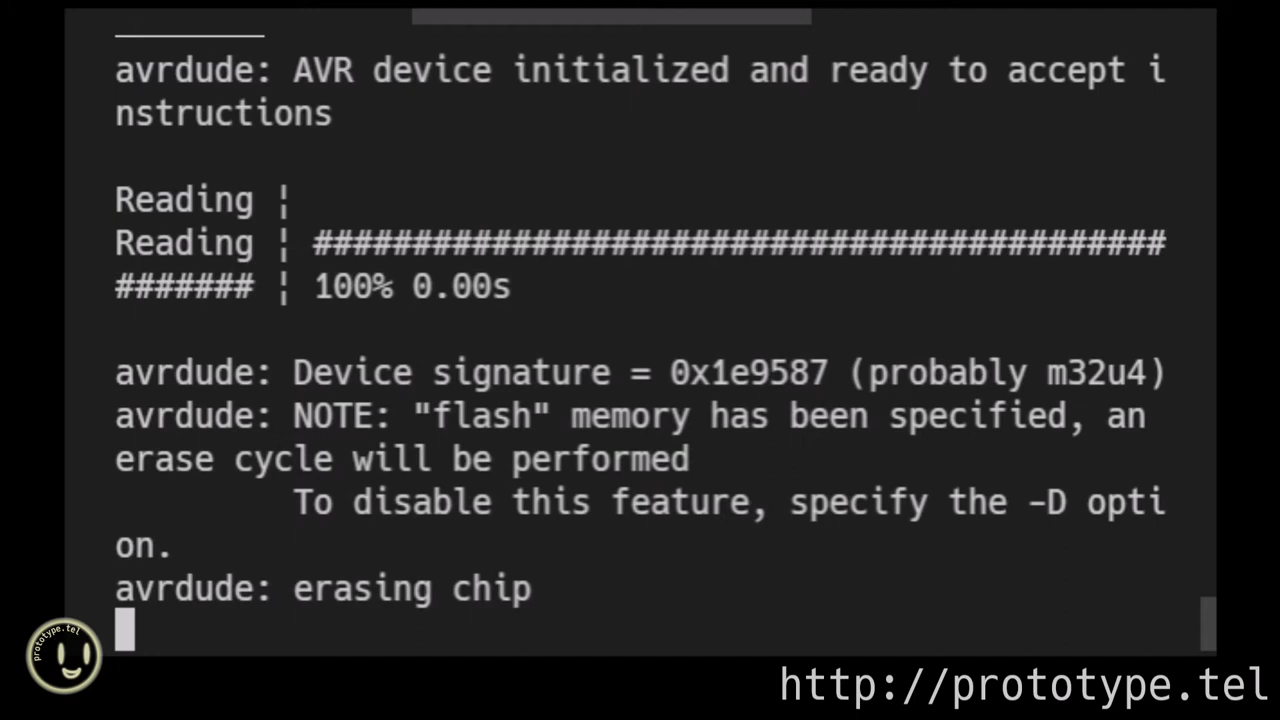 avrdude: AVR device initialized and ready to accept i
nstructions
Reading ¦
Reading ¦ ###########################################
####### ¦ 100% 0.00s
avrdude: Device signature = 0x1e9587 (probably m32u4)
avrdude: NOTE: "flash" memory has been specified, an
erase cycle will be performed
To disable this feature, specify the -D opti
on.
avrdude: erasing chip
prototype.tel
http://prototype.tel